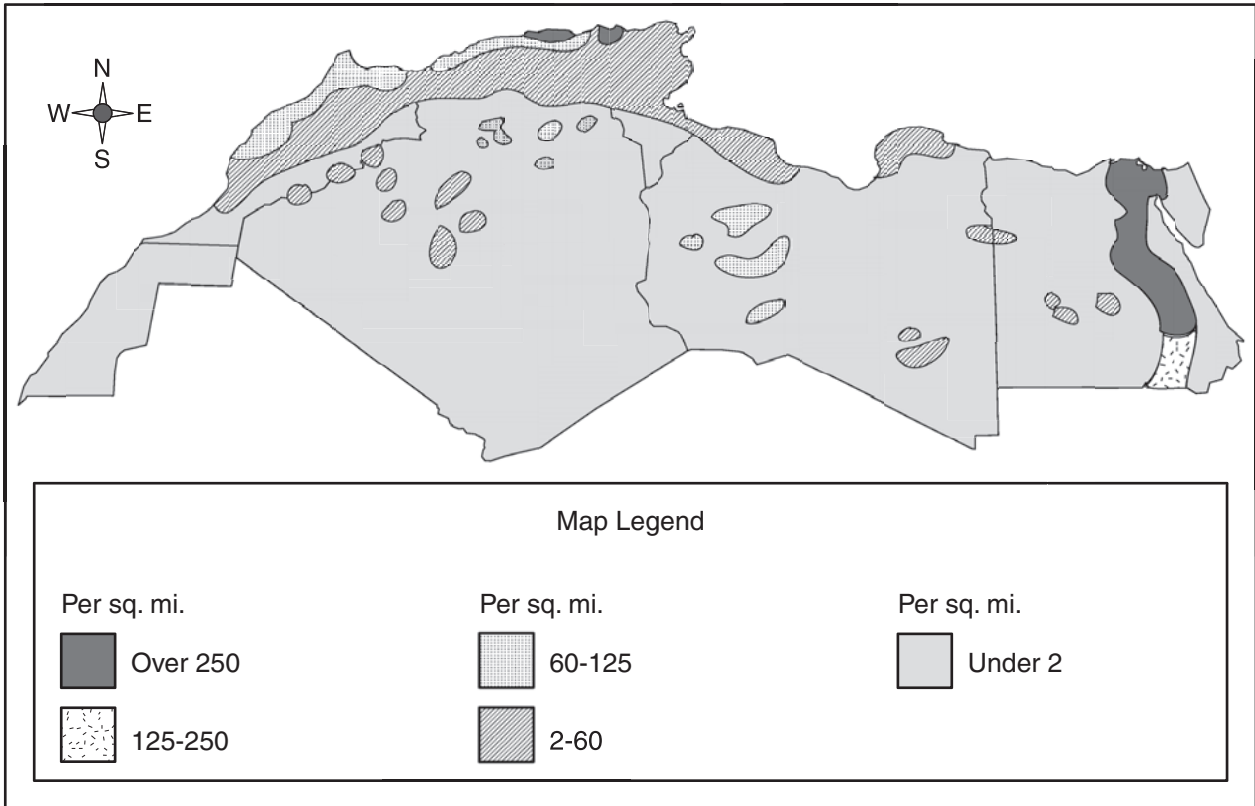 N
W E
S
Map Legend
Per sq. mi.
Over 250
125-250
Per sq. mi.
60-125
2-60
Per sq. mi.
Under 2